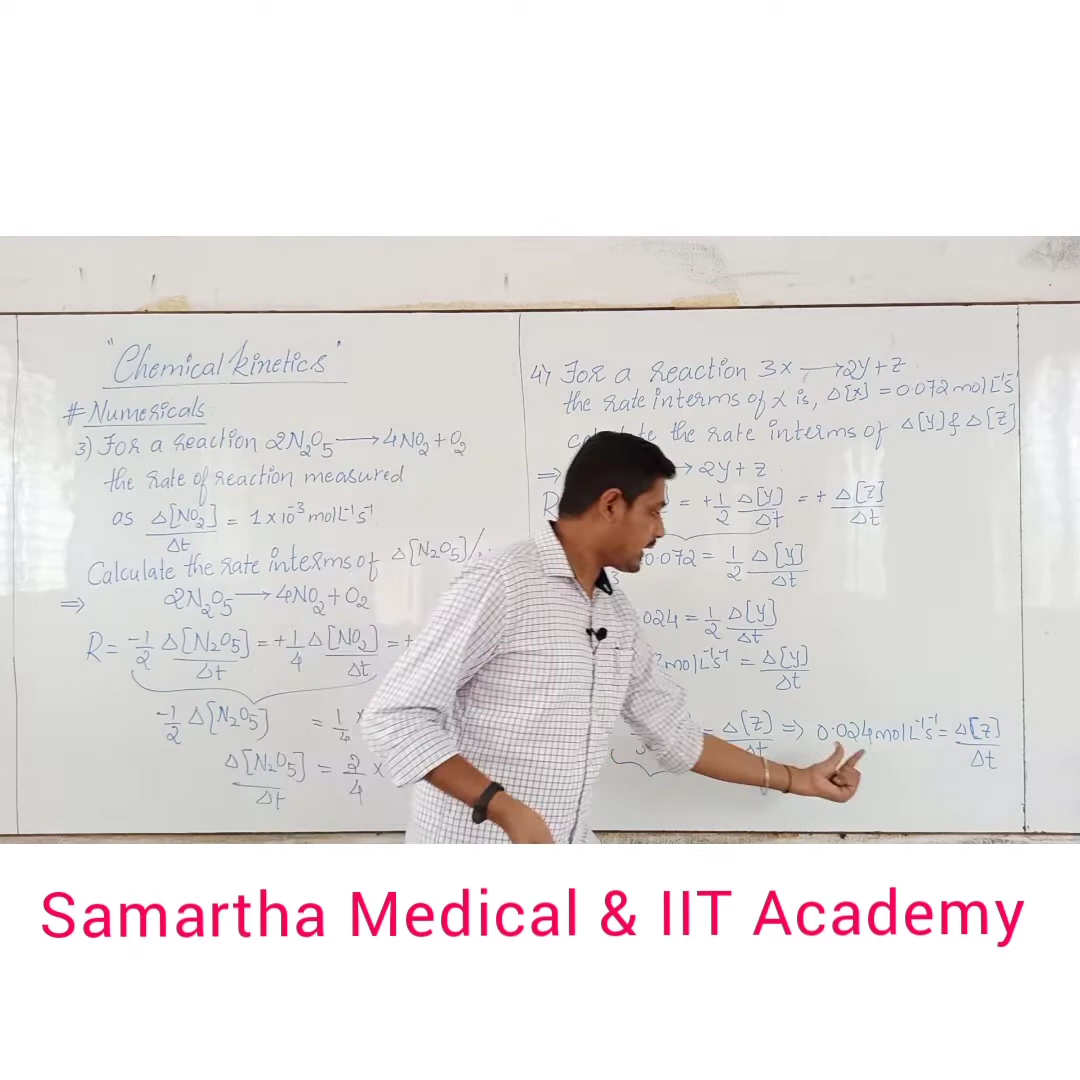 "Chemical kinetics"
# Numericals
3) For a reaction 2N₂O₅ ⟶ 4NO₂ + O₂
the rate of reaction measured
as Δ[NO₂]/Δt = 1 × 10⁻³ mol L⁻¹ s⁻¹
Calculate the rate interms of Δ[N₂O₅]/
⇒ 2N₂O₅ ⟶ 4NO₂ + O₂
R = -1/2 Δ[N₂O₅]/Δt = +1/4 Δ[NO₂]/Δt = +
-1/2 Δ[N₂O₅] = 1/4 ×
Δ[N₂O₅]/Δt = 2/4 ×
4) For a reaction 3x ⟶ 2y + z
the rate interms of x is, Δ[x] = 0.072 mol L⁻¹ s⁻¹
the rate interms of Δ[y] & Δ[z]
⇒ → 2y + z
R = +1/2 Δ[y]/Δt = + Δ[z]/Δt
0.072 = 1/2 Δ[y]/Δt
024 = 1/2 Δ[y]/Δt
mol L⁻¹ s⁻¹ = Δ[y]/Δt
= Δ[z]/Δt ⇒ 0.024 mol L⁻¹ s⁻¹ = Δ[z]/Δt
Samartha Medical & IIT Academy